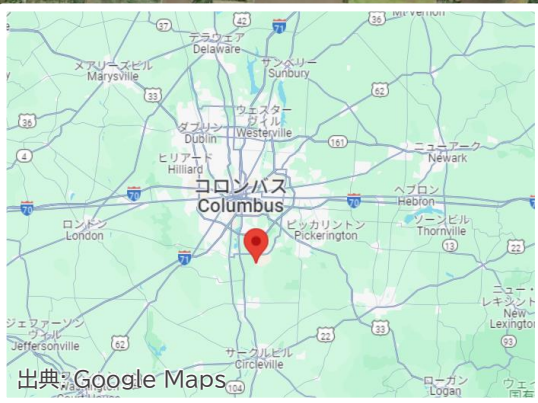 Mt Vernon
37
42
71
36
テラウェア
Delaware
メアリーズビル
Marysville
サンベリー
Sunbury
33
62
36
ウェスター
ヴィル
Westerville
ダブリン
Dublin
161
4
ニューアーク
Newark
ヒリアード
Hilliard
コロンバス
Columbus
70
70
70
ヘブロン
Hebron
ロンドン
London
ピッカリントン
Pickerington
ソーンビル
Thornville
13
22
71
ニュー・
レキシント
New
Lexington
ジェファーソン
ヴィル
Jeffersonville
62
22
33
93
サークルビル
Circleville
出典: Google Maps
104
ローガン
Logan
ウェイ